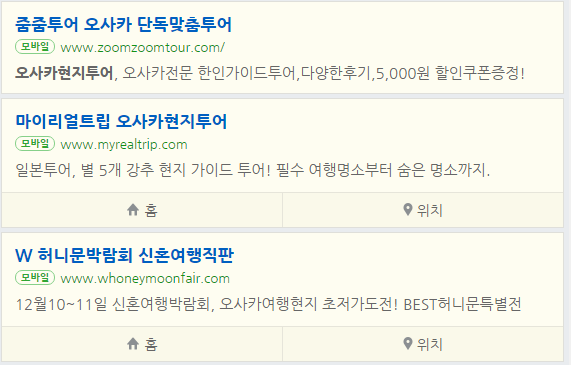 줌줌투어 오사카 단독맞춤투어
모바일 www.zoomzoomtour.com/
오사카현지투어, 오사카전문 한인가이드투어,다양한후기,5,000원 할인쿠폰증정!
마이리얼트립 오사카현지투어
모바일 www.myrealtrip.com
일본투어, 별 5개 강추 현지 가이드 투어! 필수 여행명소부터 숨은 명소까지.
홈 위치
W 허니문박람회 신혼여행직판
모바일 www.whoneymoonfair.com
12월10~11일 신혼여행박람회, 오사카여행현지 초저가도전! BEST허니문특별전
홈 위치